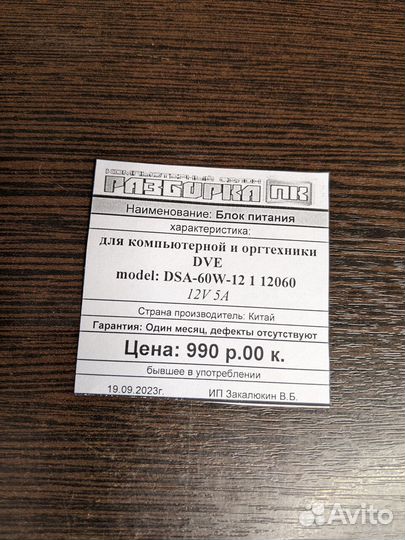 КОМПЬЮТЕРНЫЙ САЛОН
РАЗБОРКА ПК
Наименование: Блок питания
характеристика:
для компьютерной и оргтехники
DVE
model: DSA-60W-12 1 12060
12V 5A
Страна производитель: Китай
Гарантия: Один месяц, дефекты отсутствуют
Цена: 990 р.00 к.
бывшее в употреблении
19.09.2023г. ИП Закалюкин В.Б.
Avito